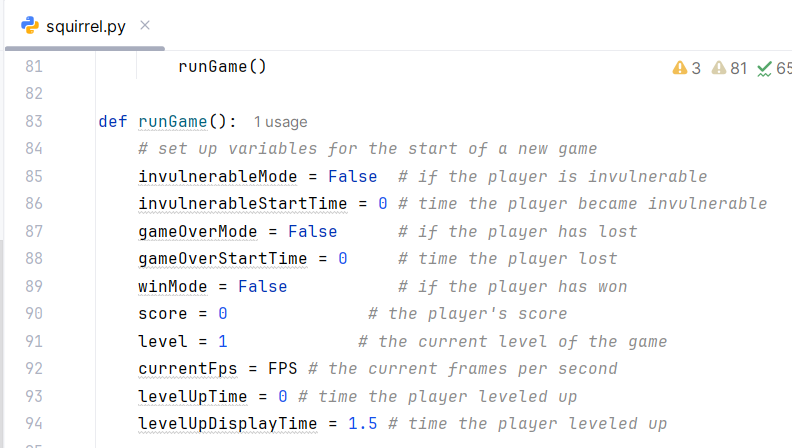 squirrel.py
3 81 65
81 runGame()
82
83 def runGame(): 1 usage
84 # set up variables for the start of a new game
85 invulnerableMode = False # if the player is invulnerable
86 invulnerableStartTime = 0 # time the player became invulnerable
87 gameOverMode = False # if the player has lost
88 gameOverStartTime = 0 # time the player lost
89 winMode = False # if the player has won
90 score = 0 # the player's score
91 level = 1 # the current level of the game
92 currentFps = FPS # the current frames per second
93 levelUpTime = 0 # time the player leveled up
94 levelUpDisplayTime = 1.5 # time the player leveled up